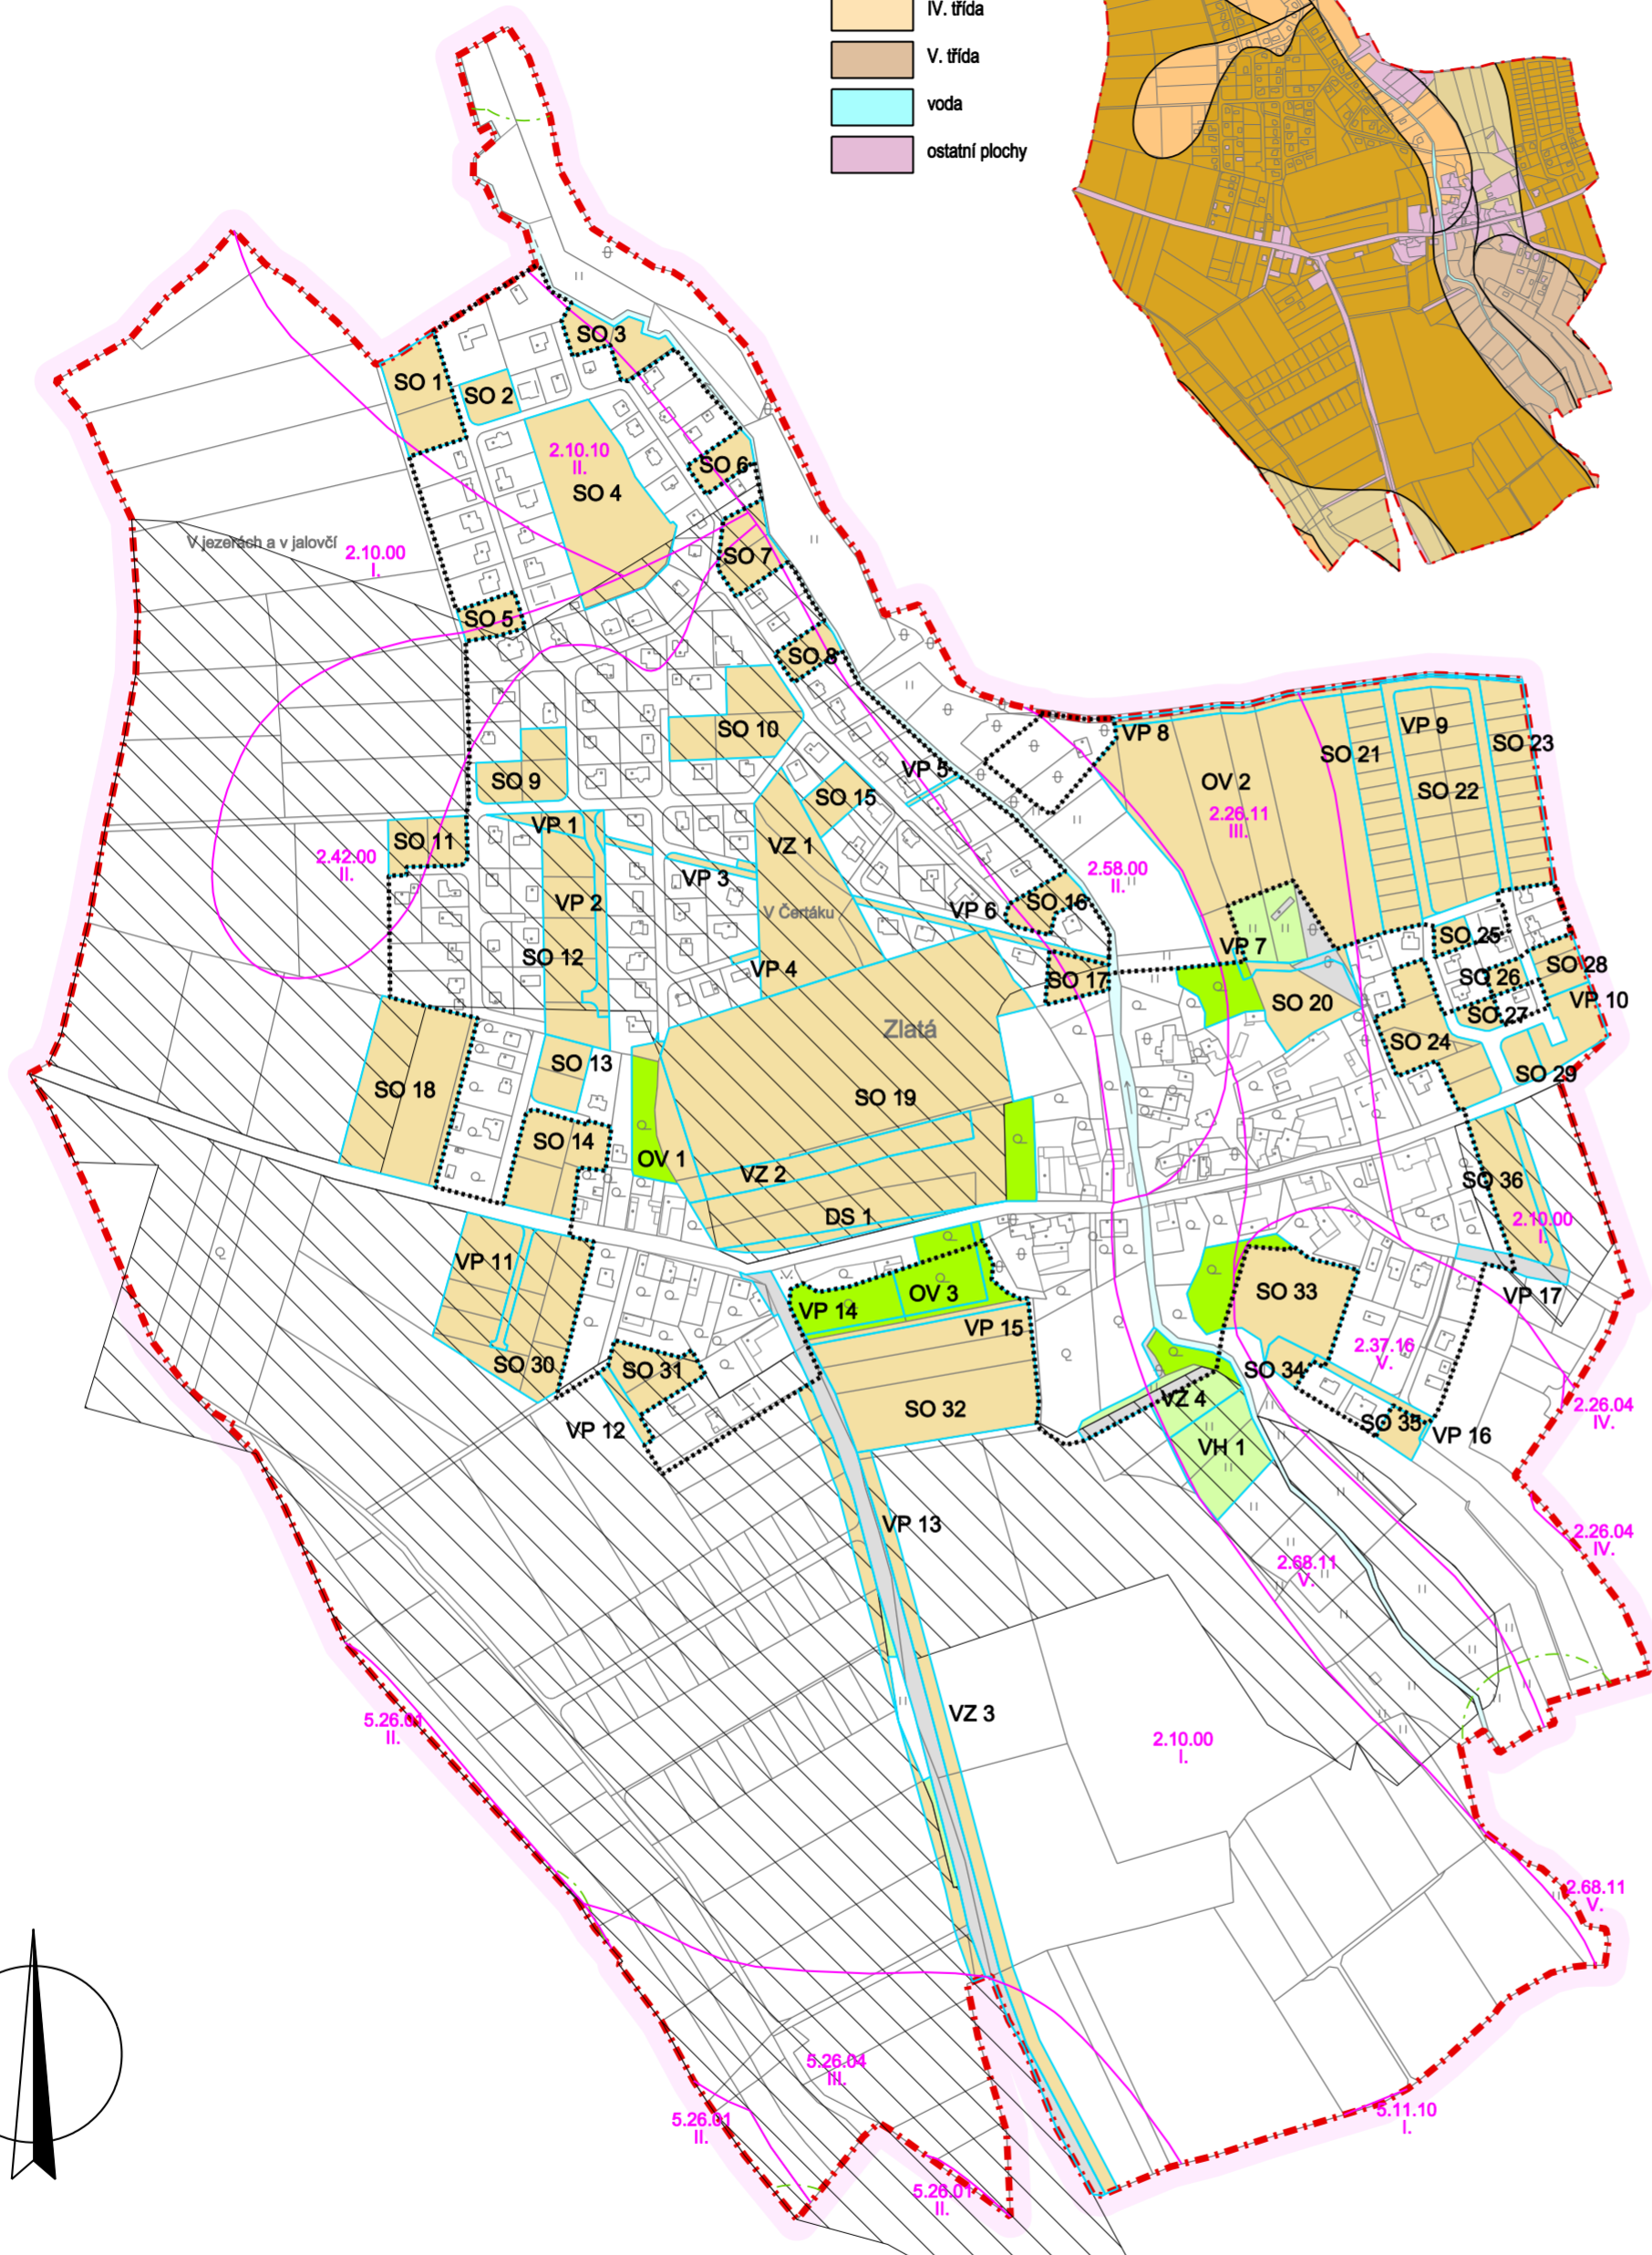 IV. třída
V. třída
voda
ostatní plochy
SO 3
SO 1
SO 2
2.10.10
II.
SO 4
SO 6
V jezerách a v jalovčí
2.10.00
I.
SO 7
SO 5
SO 8
SO 10
VP 8
VP 9
SO 23
SO 21
SO 9
VP 5
OV 2
SO 22
SO 15
2.26.11
III.
VP 1
SO 11
VZ 1
2.42.00
II.
VP 3
2.58.00
II.
VP 2
V Čertáku
VP 6
SO 16
SO 12
VP 4
VP 7
SO 25
SO 17
SO 26
SO 28
SO 20
VP 10
SO 27
Zlatá
SO 24
SO 13
SO 18
SO 29
SO 19
SO 14
OV 1
VZ 2
SO 36
DS 1
2.10.00
I.
VP 11
OV 3
SO 33
VP 17
VP 14
VP 15
2.37.16
V.
SO 30
SO 31
SO 34
VZ 4
SO 32
2.26.04
IV.
VP 12
SO 35
VP 16
VH 1
VP 13
2.26.04
IV.
2.68.11
V.
VZ 3
5.26.01
II.
2.10.00
I.
2.68.11
V.
5.26.04
III.
5.26.01
II.
5.11.10
I.
5.26.01
II.